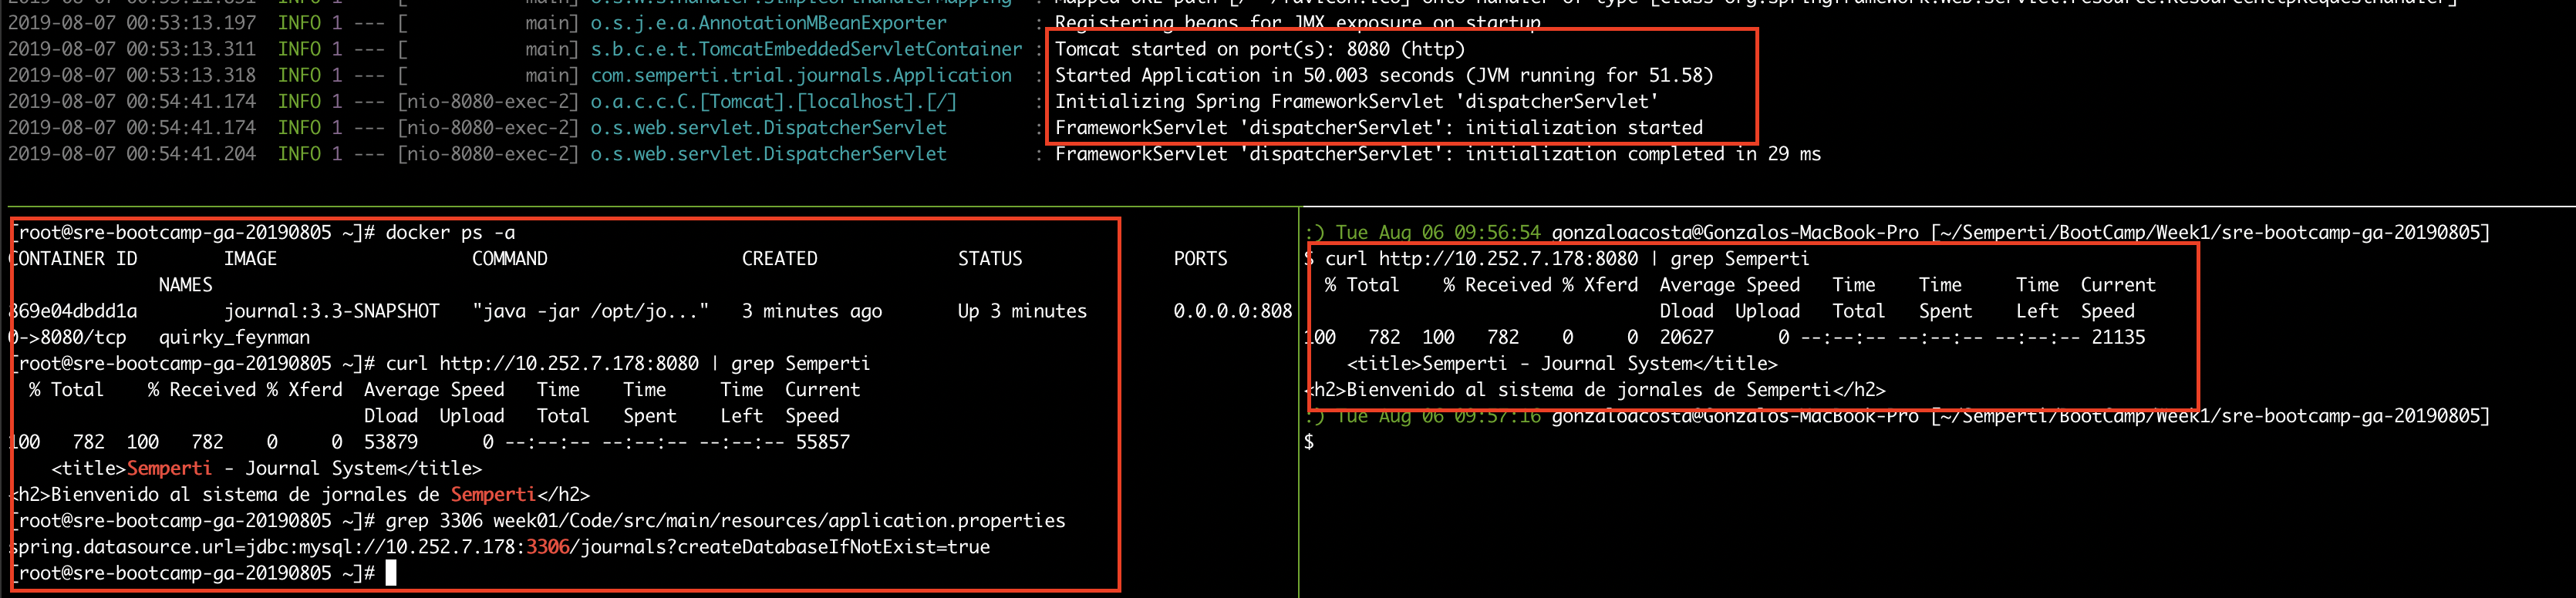 2019-08-07 00:53:13.197  INFO 1 --- [           main] o.s.j.e.a.AnnotationMBeanExporter        : Registering beans for JMX exposure on startup
2019-08-07 00:53:13.311  INFO 1 --- [           main] s.b.c.e.t.TomcatEmbeddedServletContainer : Tomcat started on port(s): 8080 (http)
2019-08-07 00:53:13.318  INFO 1 --- [           main] com.semperti.trial.journals.Application  : Started Application in 50.003 seconds (JVM running for 51.58)
2019-08-07 00:54:41.174  INFO 1 --- [nio-8080-exec-2] o.a.c.c.C.[Tomcat].[localhost].[/]       : Initializing Spring FrameworkServlet 'dispatcherServlet'
2019-08-07 00:54:41.174  INFO 1 --- [nio-8080-exec-2] o.s.web.servlet.DispatcherServlet        : FrameworkServlet 'dispatcherServlet': initialization started
2019-08-07 00:54:41.204  INFO 1 --- [nio-8080-exec-2] o.s.web.servlet.DispatcherServlet        : FrameworkServlet 'dispatcherServlet': initialization completed in 29 ms
[root@sre-bootcamp-ga-20190805 ~]# docker ps -a
CONTAINER ID        IMAGE                  COMMAND                  CREATED             STATUS              PORTS
NAMES
869e04dbdd1a        journal:3.3-SNAPSHOT   "java -jar /opt/jo..."   3 minutes ago       Up 3 minutes        0.0.0.0:808
0->8080/tcp   quirky_feynman
[root@sre-bootcamp-ga-20190805 ~]# curl http://10.252.7.178:8080 | grep Semperti
% Total    % Received % Xferd  Average Speed   Time    Time     Time  Current
Dload  Upload   Total   Spent    Left  Speed
100   782  100   782    0     0  53879      0 --:--:-- --:--:-- --:--:-- 55857
<title>Semperti - Journal System</title>
<h2>Bienvenido al sistema de jornales de Semperti</h2>
[root@sre-bootcamp-ga-20190805 ~]# grep 3306 week01/Code/src/main/resources/application.properties
spring.datasource.url=jdbc:mysql://10.252.7.178:3306/journals?createDatabaseIfNotExist=true
[root@sre-bootcamp-ga-20190805 ~]#
:) Tue Aug 06 09:56:54 gonzaloacosta@Gonzalos-MacBook-Pro [~/Semperti/BootCamp/Week1/sre-bootcamp-ga-20190805]
$ curl http://10.252.7.178:8080 | grep Semperti
% Total    % Received % Xferd  Average Speed   Time    Time     Time  Current
Dload  Upload   Total   Spent    Left  Speed
100   782  100   782    0     0  20627      0 --:--:-- --:--:-- --:--:-- 21135
<title>Semperti - Journal System</title>
<h2>Bienvenido al sistema de jornales de Semperti</h2>
:) Tue Aug 06 09:57:16 gonzaloacosta@Gonzalos-MacBook-Pro [~/Semperti/BootCamp/Week1/sre-bootcamp-ga-20190805]
$